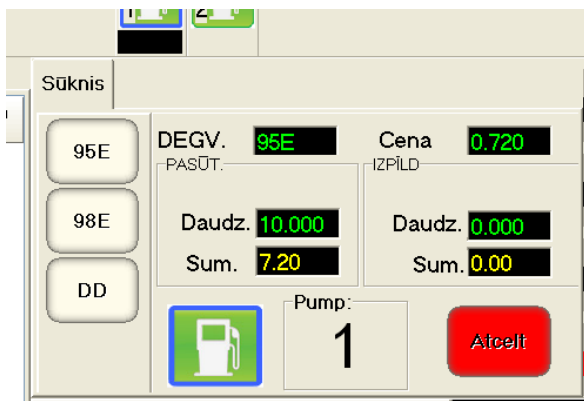 1 2
Sūknis
95E
98E
DD
DEGV. 95E Cena 0.720
PASŪT. IZPĪLD
Daudz. 10.000 Daudz. 0.000
Sum. 7.20 Sum. 0.00
Pump:
1
Atcelt